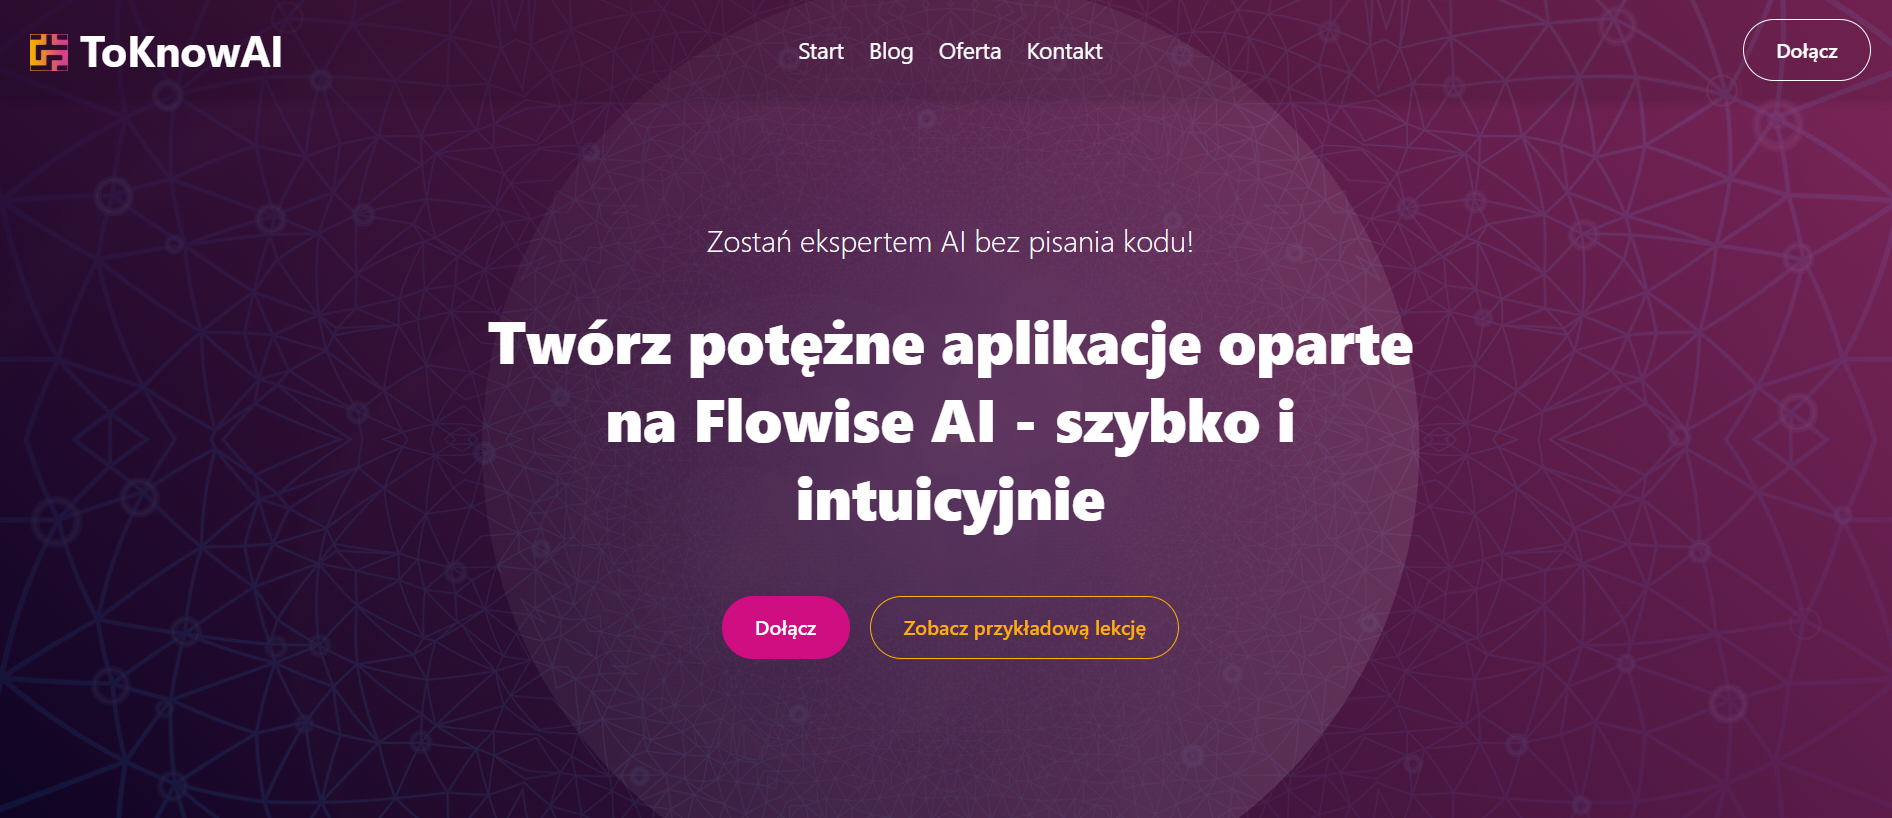 ToKnowAI
Start Blog Oferta Kontakt
Dołącz
Zostań ekspertem AI bez pisania kodu!
Twórz potężne aplikacje oparte
na Flowise AI - szybko i
intuicyjnie
Dołącz
Zobacz przykładową lekcję